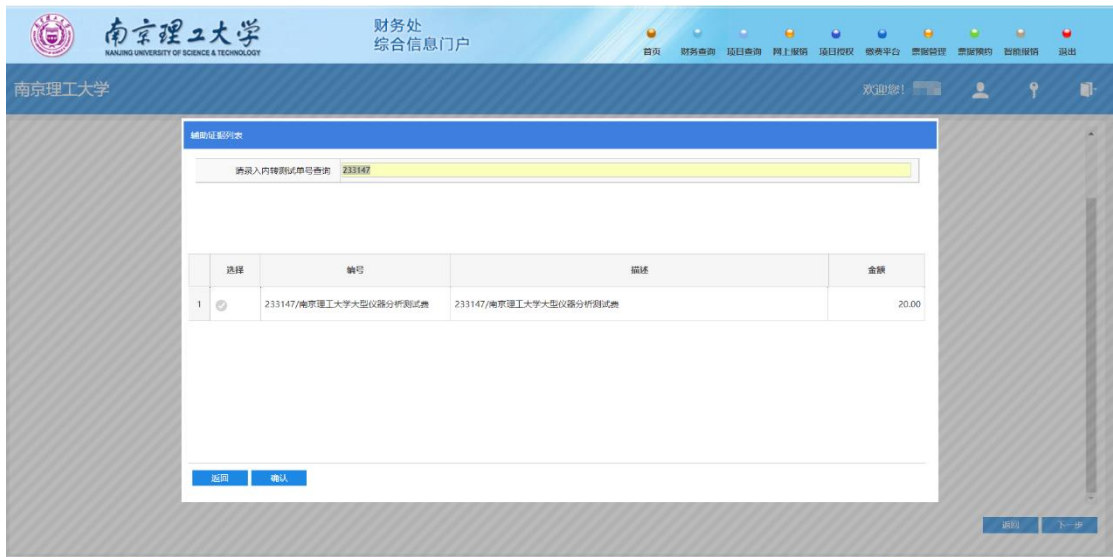 南京理工大学
NANJING UNIVERSITY OF SCIENCE & TECHNOLOGY
财务处
综合信息门户
首页 财务查询 项目查询 网上报销 项目授权 缴费平台 票据管理 票据预约 智能报销 退出
南京理工大学
欢迎您!
辅助证据列表
请录入内转测试单号查询 233147
选择 编号 描述 金额
1 233147/南京理工大学大型仪器分析测试费 233147/南京理工大学大型仪器分析测试费 20.00
返回 确认
返回 下一步